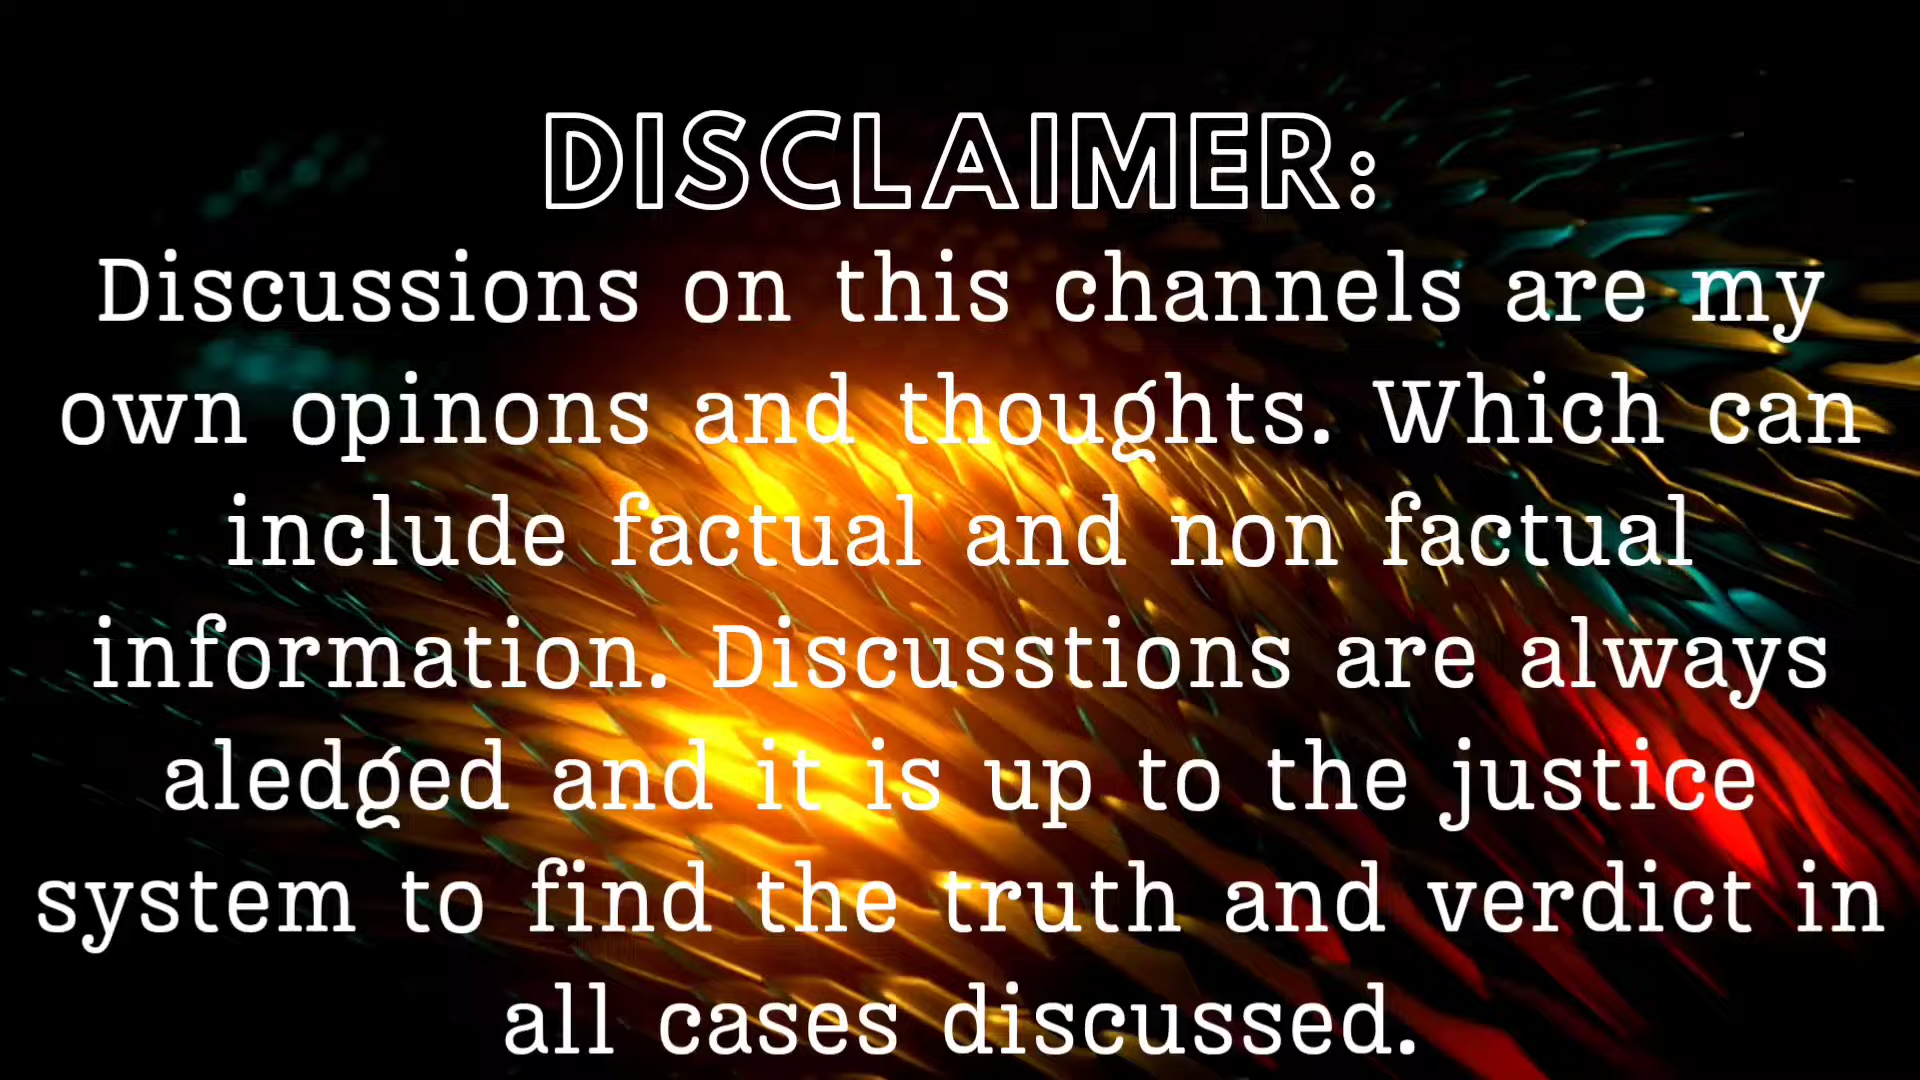 DISCLAIMER:
Discussions on this channels are my
own opinons and thoughts. Which can
include factual and non factual
information. Discusstions are always
aledged and it is up to the justice
system to find the truth and verdict in
all cases discussed.